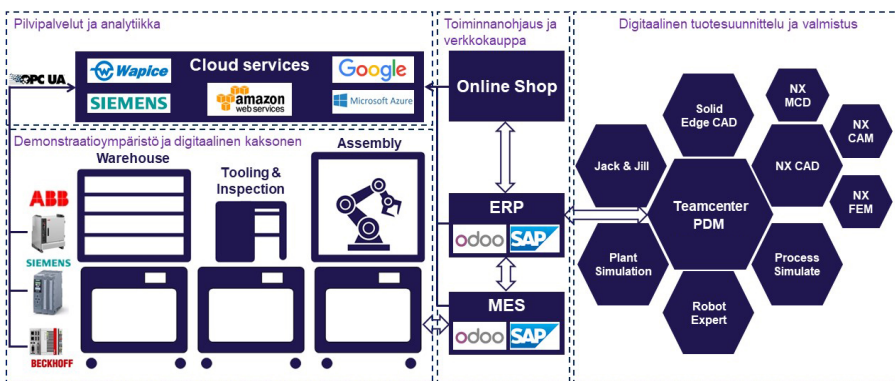 Pilvipalvelut ja analytiikka
OPC UA
Cloud services
Wapice
SIEMENS
amazon
webservices
Google
Microsoft Azure
Demonstraatioympäristö ja digitaalinen kaksonen
Warehouse
Tooling &
Inspection
Assembly
ABB
SIEMENS
BECKHOFF
Toiminnanohjaus ja
verkkokauppa
Online Shop
ERP
odoo
SAP
MES
odoo
SAP
Digitaalinen tuotesuunnittelu ja valmistus
Solid
Edge CAD
NX
MCD
NX
CAM
Jack & Jill
NX CAD
NX
FEM
Teamcenter
PDM
Plant
Simulation
Process
Simulate
Robot
Expert